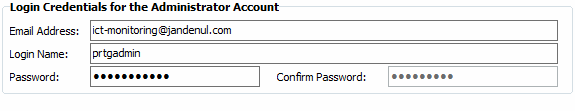 Login Credentials for the Administrator Account
Email Address: ict-monitoring@jandenul.com
Login Name: prtgadmin
Password: ●●●●●●●●●●● Confirm Password: ●●●●●●●●●